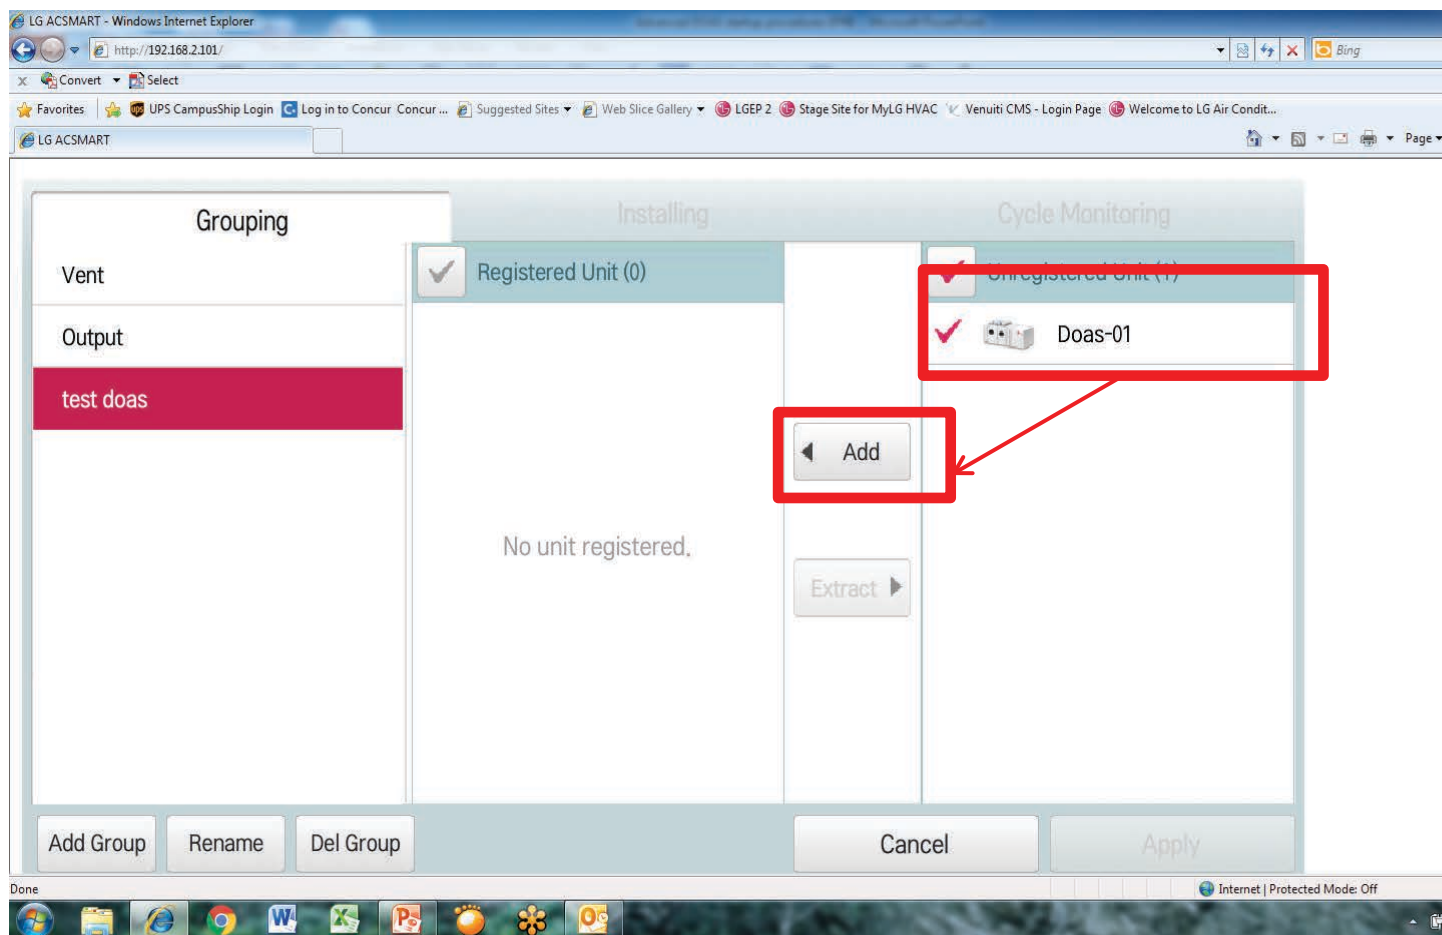 LG ACSMART - Windows Internet Explorer
http://192.168.2.101/
Bing
x Convert Select
Favorites UPS CampusShip Login Log in to Concur Concur ... Suggested Sites Web Slice Gallery LGEP 2 Stage Site for MyLG HVAC Venuiti CMS - Login Page Welcome to LG Air Condit...
LG ACSMART
Page
Grouping
Installing
Cycle Monitoring
Vent
Registered Unit (0)
Unregistered Unit (1)
Output
Doas-01
test doas
Add
No unit registered.
Extract
Add Group
Rename
Del Group
Cancel
Apply
Done
Internet | Protected Mode: Off